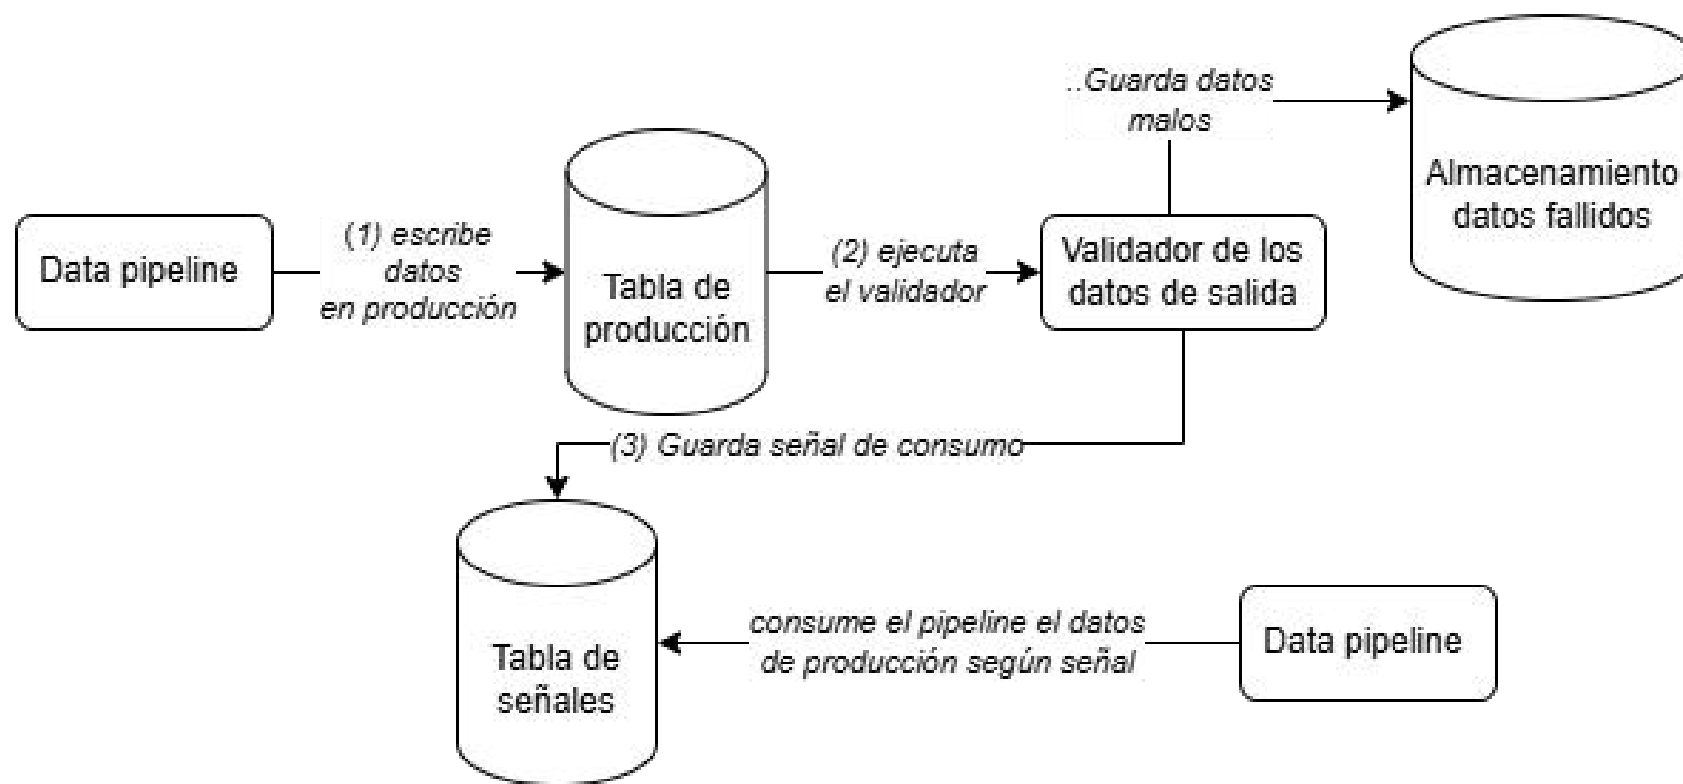 ..Guarda datos
malos
Almacenamiento
datos fallidos
Data pipeline
(1) escribe
datos
en producción
Tabla de
producción
(2) ejecuta
el validador
Validador de los
datos de salida
(3) Guarda señal de consumo
Tabla de
señales
consume el pipeline el datos
de producción según señal
Data pipeline